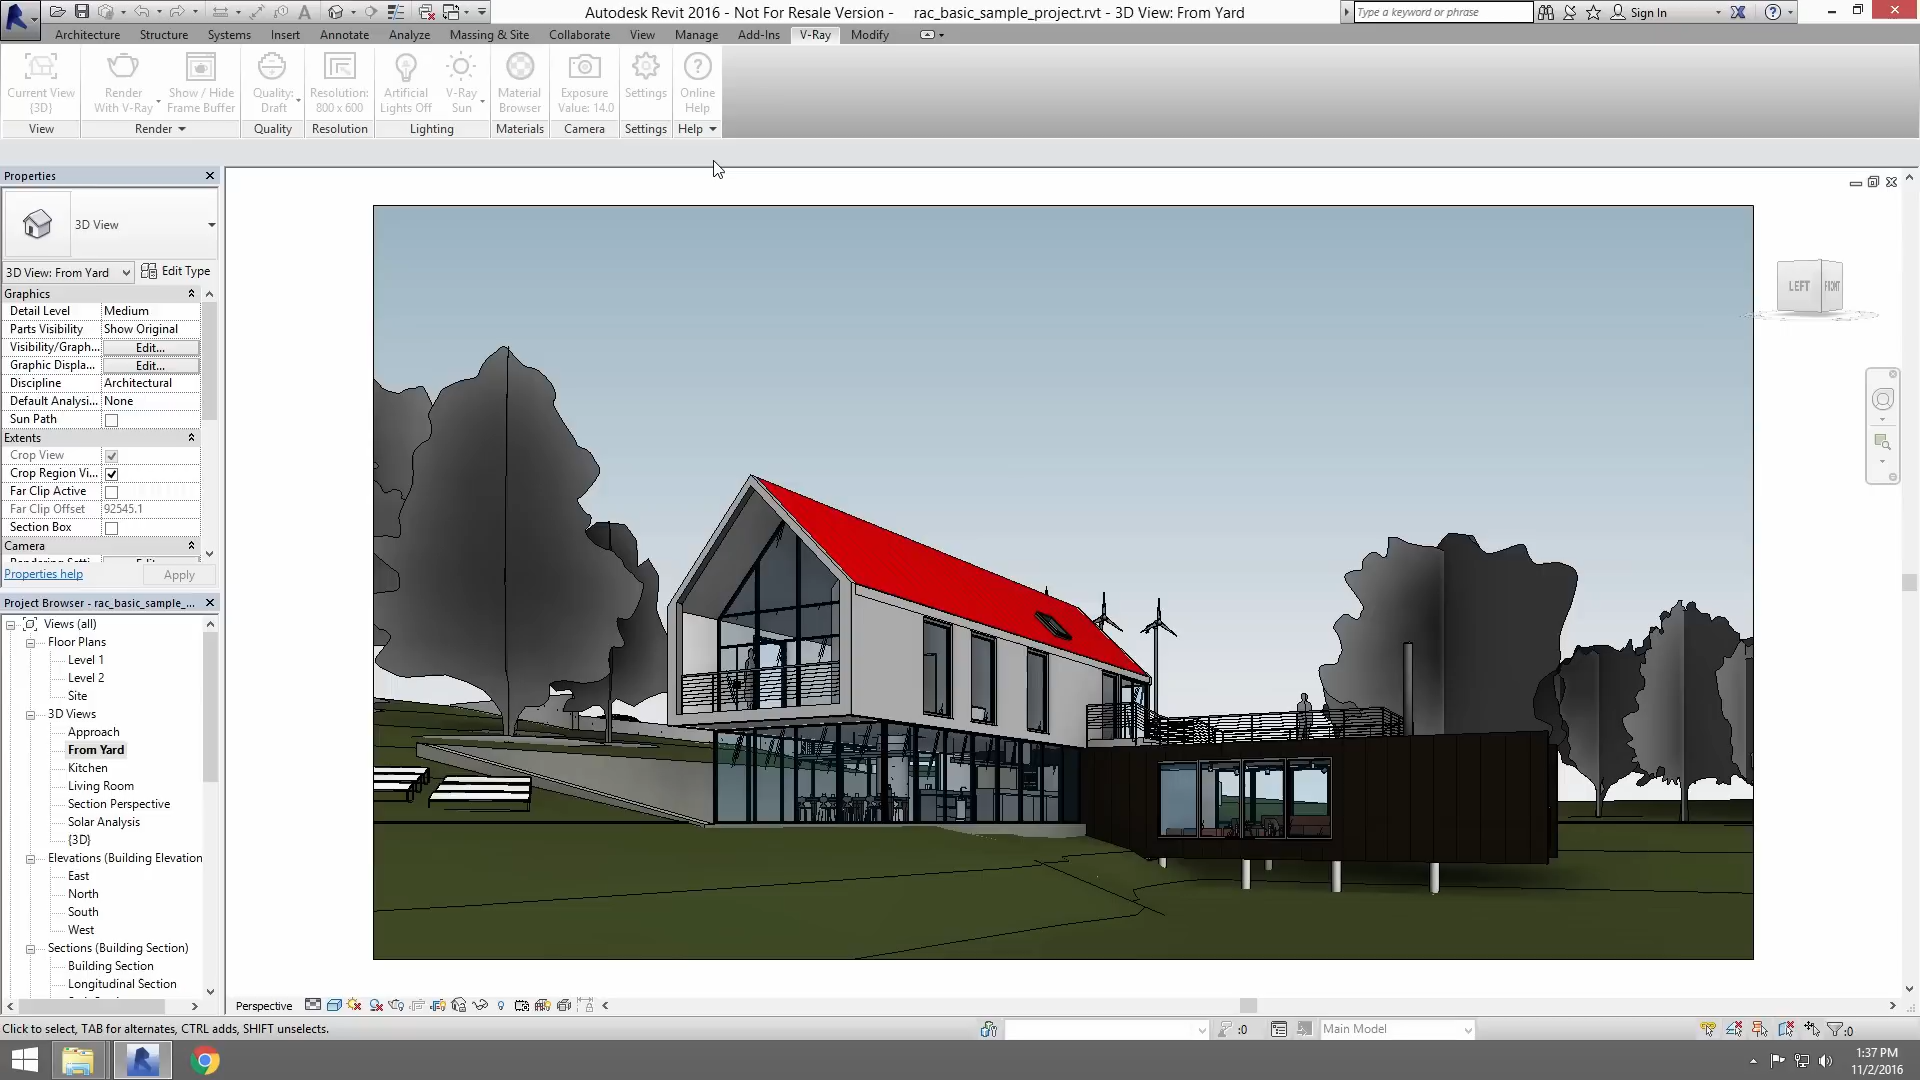 Autodesk Revit 2016 - Not For Resale Version - rac_basic_sample_project.rvt - 3D View: From Yard
Type a keyword or phrase
Sign In
Architecture Structure Systems Insert Annotate Analyze Massing & Site Collaborate View Manage Add-Ins V-Ray Modify
Current View
{3D}
Render
With V-Ray
Show / Hide
Frame Buffer
Quality:
Draft
Resolution:
800 x 600
Artificial
Lights Off
V-Ray
Sun
Material
Browser
Exposure
Value: 14.0
Settings
Online
Help
View Render Quality Resolution Lighting Materials Camera Settings Help
Properties
3D View
3D View: From Yard
Edit Type
Graphics
Detail Level Medium
Parts Visibility Show Original
Visibility/Graph... Edit...
Graphic Displa... Edit...
Discipline Architectural
Default Analysi... None
Sun Path
Extents
Crop View
Crop Region Vi...
Far Clip Active
Far Clip Offset 92545.1
Section Box
Camera
Properties help
Apply
Project Browser - rac_basic_sample_...
Views (all)
Floor Plans
Level 1
Level 2
Site
3D Views
Approach
From Yard
Kitchen
Living Room
Section Perspective
Solar Analysis
{3D}
Elevations (Building Elevation
East
North
South
West
Sections (Building Section)
Building Section
Longitudinal Section
LEFT
FRONT
Perspective
Click to select, TAB for alternates, CTRL adds, SHIFT unselects.
:0
Main Model
:0
1:37 PM
11/2/2016